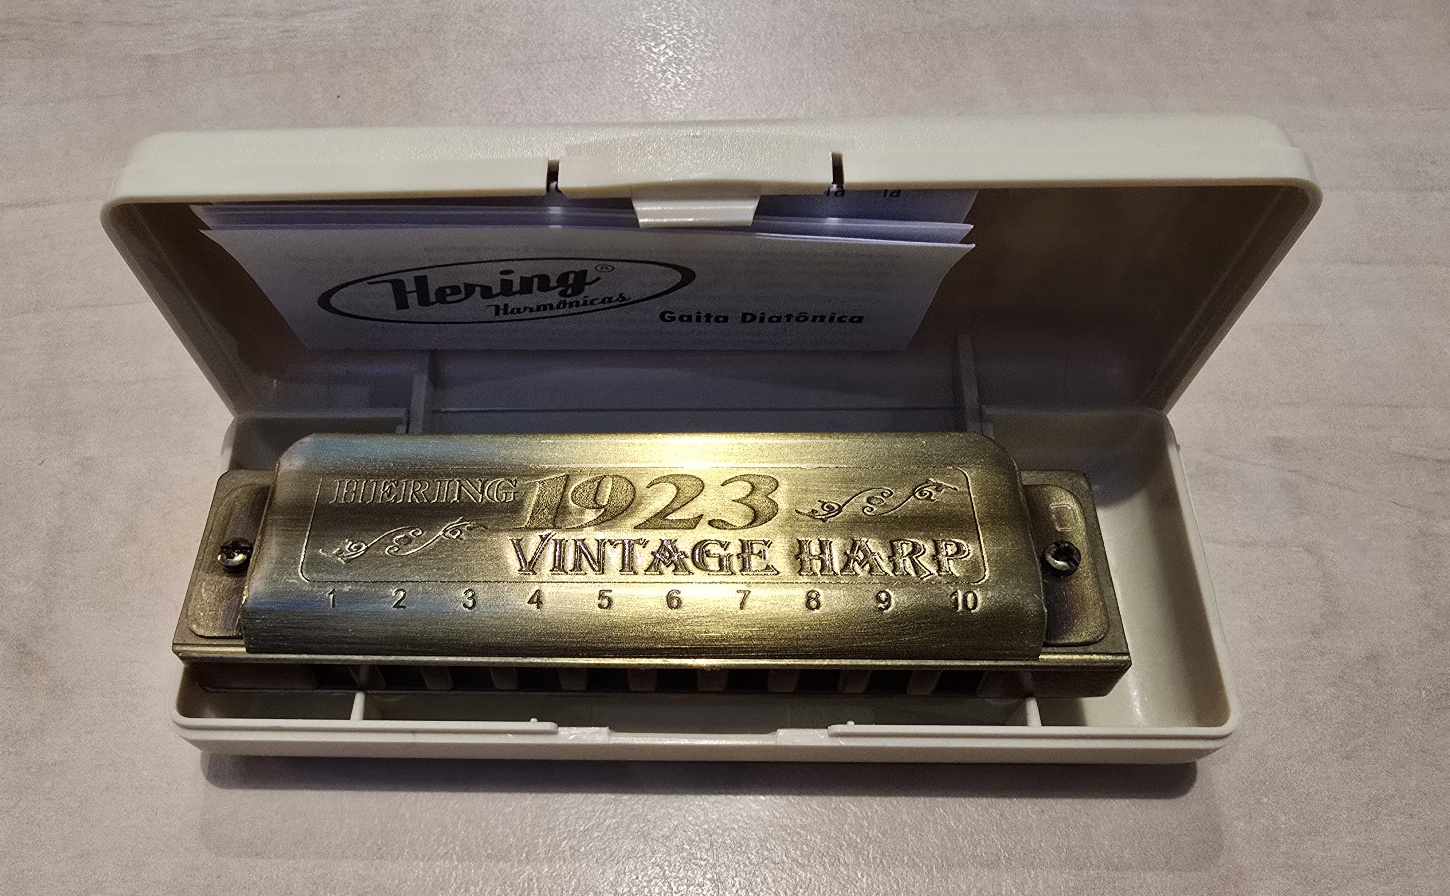 Hering®
Harmônicas
Gaita Diatônica
HERING 1923
VINTAGE HARP
1 2 3 4 5 6 7 8 9 10